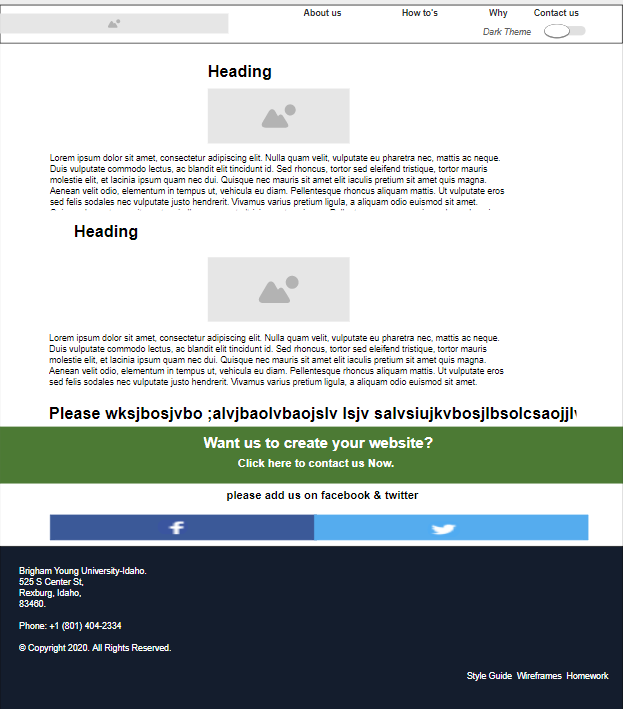 About us How to's Why Contact us
Dark Theme
Heading
Lorem ipsum dolor sit amet, consectetur adipiscing elit. Nulla quam velit, vulputate eu pharetra nec, mattis ac neque.
Duis vulputate commodo lectus, ac blandit elit tincidunt id. Sed rhoncus, tortor sed eleifend tristique, tortor mauris
molestie elit, et lacinia ipsum quam nec dui. Quisque nec mauris sit amet elit iaculis pretium sit amet quis magna.
Aenean velit odio, elementum in tempus ut, vehicula eu diam. Pellentesque rhoncus aliquam mattis. Ut vulputate eros
sed felis sodales nec vulputate justo hendrerit. Vivamus varius pretium ligula, a aliquam odio euismod sit amet.
Heading
Lorem ipsum dolor sit amet, consectetur adipiscing elit. Nulla quam velit, vulputate eu pharetra nec, mattis ac neque.
Duis vulputate commodo lectus, ac blandit elit tincidunt id. Sed rhoncus, tortor sed eleifend tristique, tortor mauris
molestie elit, et lacinia ipsum quam nec dui. Quisque nec mauris sit amet elit iaculis pretium sit amet quis magna.
Aenean velit odio, elementum in tempus ut, vehicula eu diam. Pellentesque rhoncus aliquam mattis. Ut vulputate eros
sed felis sodales nec vulputate justo hendrerit. Vivamus varius pretium ligula, a aliquam odio euismod sit amet.
Please wksjbosjvbo ;alvjbaolvbaojslv lsjv
Want us to create your website?
Click here to contact us Now.
please add us on facebook & twitter
Brigham Young University-Idaho.
525 S Center St,
Rexburg, Idaho,
83460.
Phone: +1 (801) 404-2334
© Copyright 2020. All Rights Reserved.
Style Guide Wireframes Homework